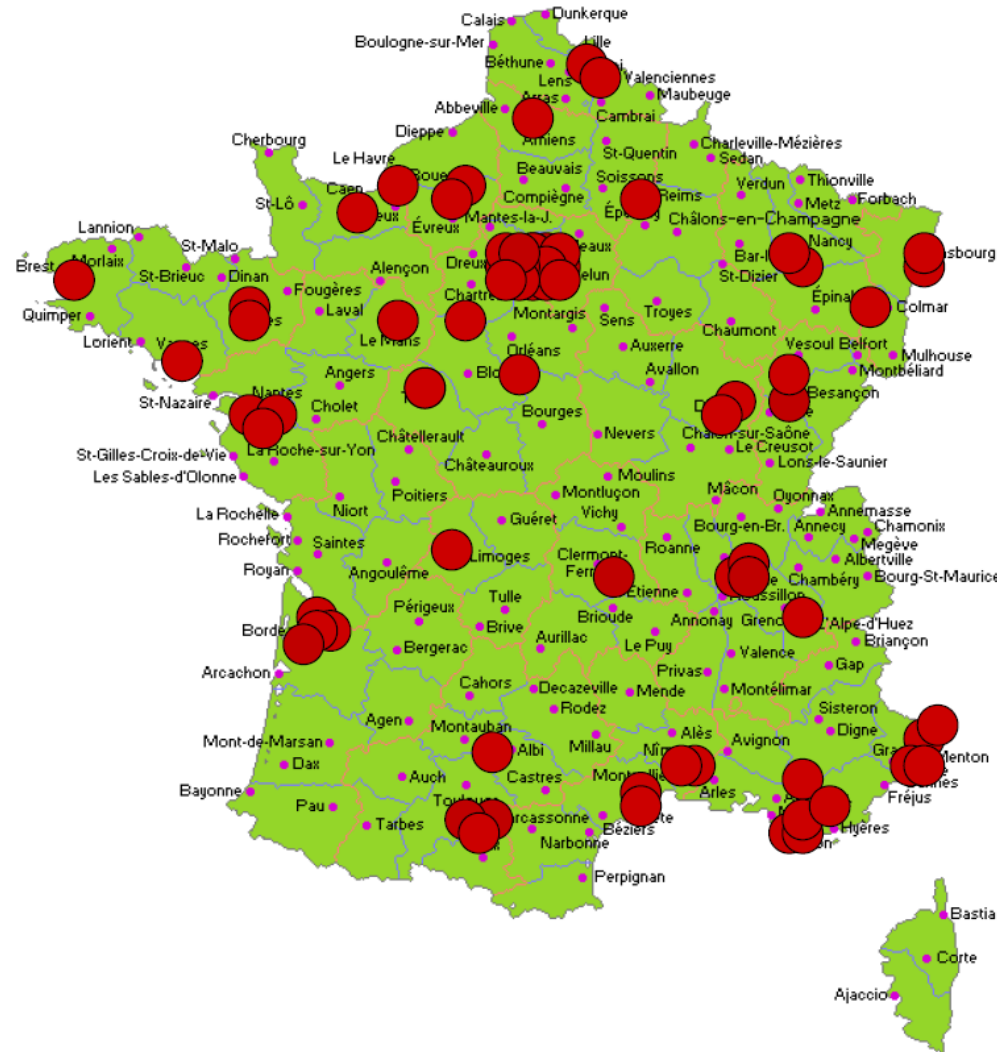 Dunkerque
Calais
Boulogne-sur-Mer
Lille
Béthune
Lens
Valenciennes
Maubeuge
Arras
Abbeville
Cambrai
Dieppe
Amiens
Cherbourg
St-Quentin
Charleville-Mézières
Sedan
Le Havre
Beauvais
Soissons
Compiègne
Reims
Verdun
Thionville
Metz
Forbach
Caen
St-Lô
Évreux
Mantes-la-J.
Châlons-en-Champagne
Lannion
St-Malo
Morlaix
Brest
St-Brieuc
Dinan
Alençon
Dreux
Nancy
St-Dizier
Fougères
Quimper
Laval
Le Mans
Montargis
Sens
Troyes
Chaumont
Colmar
Lorient
Orléans
Auxerre
Vesoul
Belfort
Mulhouse
Montbéliard
Angers
Avallon
Besançon
St-Nazaire
Nantes
Cholet
Bourges
Châtellerault
Nevers
Chalon-sur-Saône
Le Creusot
St-Gilles-Croix-de-Vie
La Roche-sur-Yon
Châteauroux
Lons-le-Saunier
Les Sables-d'Olonne
Poitiers
Moulins
Montluçon
Mâcon
Oyonnax
Annemasse
La Rochelle
Niort
Guéret
Vichy
Bourg-en-Br.
Annecy
Chamonix
Rochefort
Saintes
Roanne
Megève
Limoges
Clermont-
Albertville
Royan
Angoulême
Chambéry
Bourg-St-Maurice
Périgeux
Tulle
Etienne
Brioude
Annonay
L'Alpe-d'Huez
Brive
Aurillac
Le Puy
Briançon
Bergerac
Valence
Arcachon
Privas
Gap
Cahors
Decazeville
Mende
Montélimar
Rodez
Agen
Sisteron
Montauban
Alès
Digne
Mont-de-Marsan
Albi
Millau
Avignon
Menton
Dax
Auch
Castres
Arles
Bayonne
Fréjus
Pau
Tarbes
Narbonne
Béziers
Hyères
Perpignan
Bastia
Corte
Ajaccio